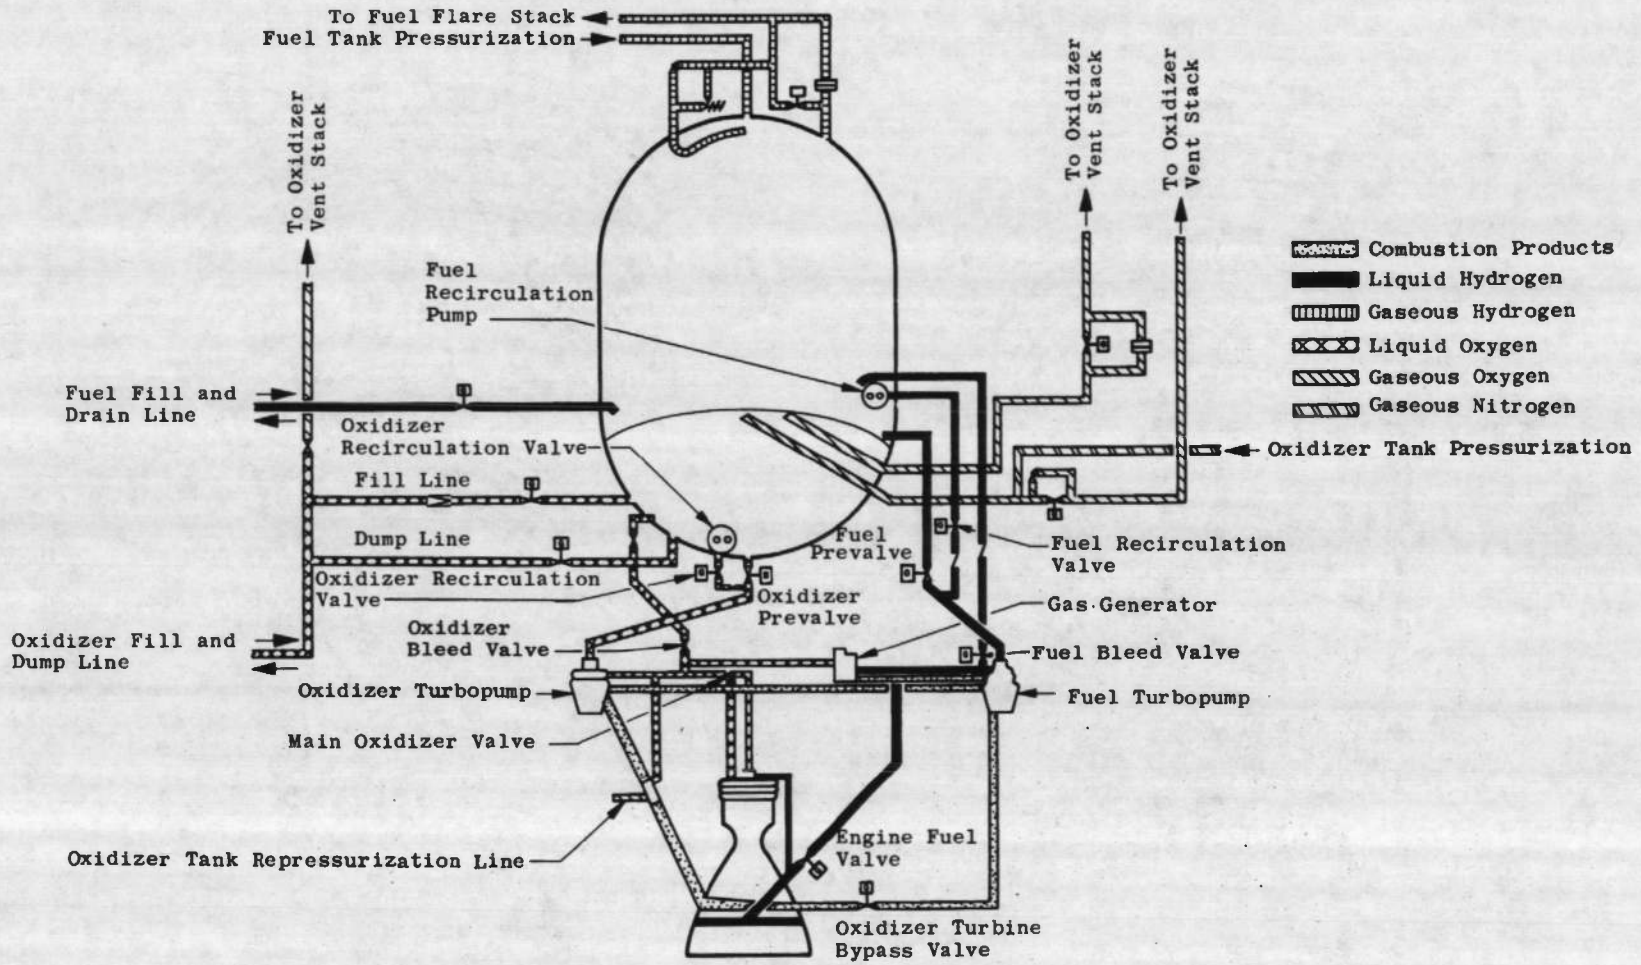 To Fuel Flare Stack
Fuel Tank Pressurization
To Oxidizer
Vent Stack
To Oxidizer
Vent Stack
To Oxidizer
Vent Stack
Fuel
Recirculation
Pump
Combustion Products
Liquid Hydrogen
Gaseous Hydrogen
Liquid Oxygen
Gaseous Oxygen
Gaseous Nitrogen
Fuel Fill and
Drain Line
Oxidizer
Recirculation Valve
Oxidizer Tank Pressurization
Fill Line
Dump Line
Fuel
Prevalve
Fuel Recirculation
Valve
Oxidizer Recirculation
Valve
Oxidizer
Prevalve
Gas Generator
Oxidizer Fill and
Dump Line
Oxidizer
Bleed Valve
Fuel Bleed Valve
Oxidizer Turbopump
Fuel Turbopump
Main Oxidizer Valve
Oxidizer Tank Repressurization Line
Engine Fuel
Valve
Oxidizer Turbine
Bypass Valve